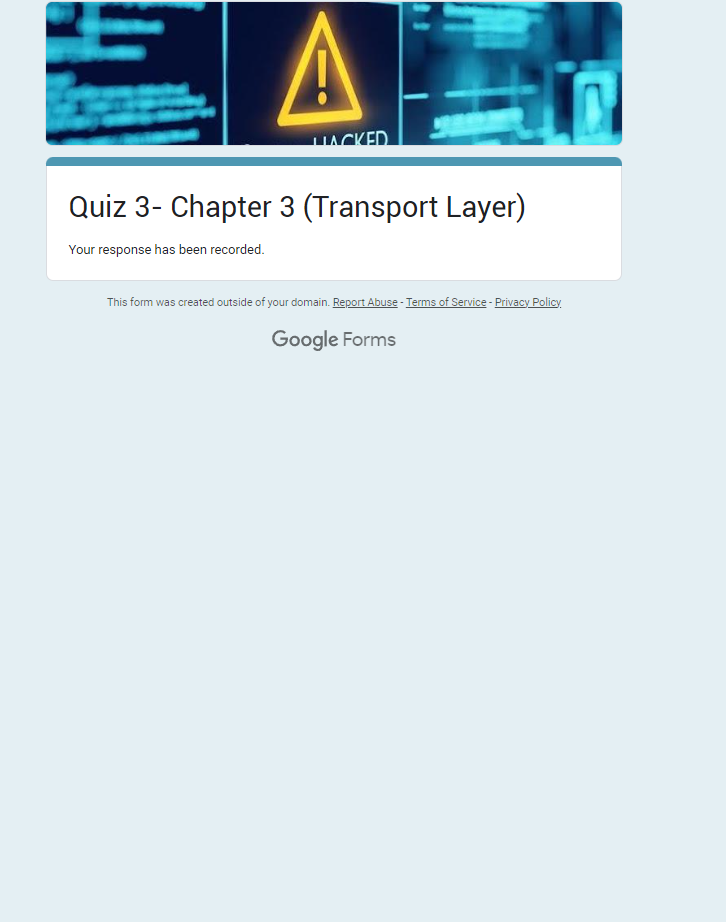 HACKED
Quiz 3- Chapter 3 (Transport Layer)
Your response has been recorded.
This form was created outside of your domain. Report Abuse - Terms of Service - Privacy Policy
Google Forms